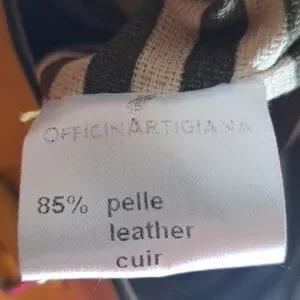 OFFICINARTIGIANA
85% pelle
leather
cuir